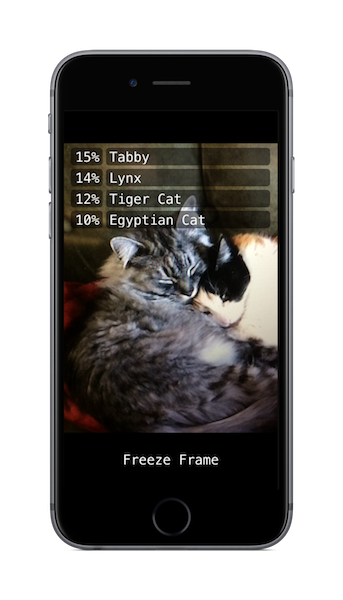 15% Tabby
14% Lynx
12% Tiger Cat
10% Egyptian Cat
Freeze Frame